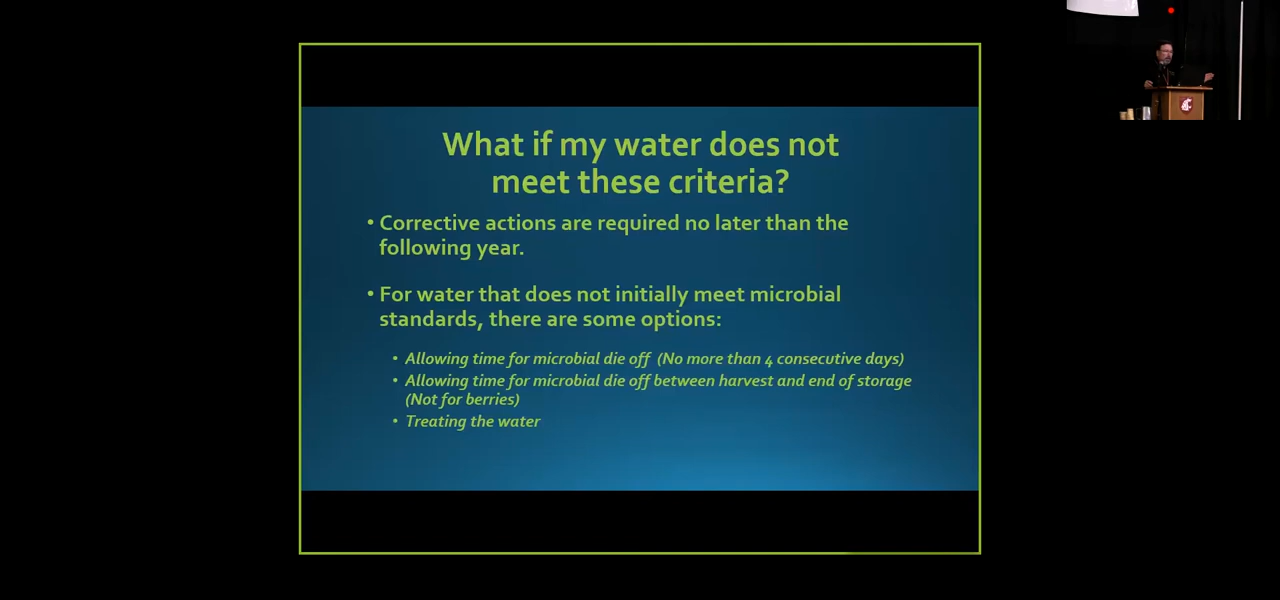 What if my water does not
meet these criteria?
• Corrective actions are required no later than the
following year.
• For water that does not initially meet microbial
standards, there are some options:
• Allowing time for microbial die off (No more than 4 consecutive days)
• Allowing time for microbial die off between harvest and end of storage
(Not for berries)
• Treating the water